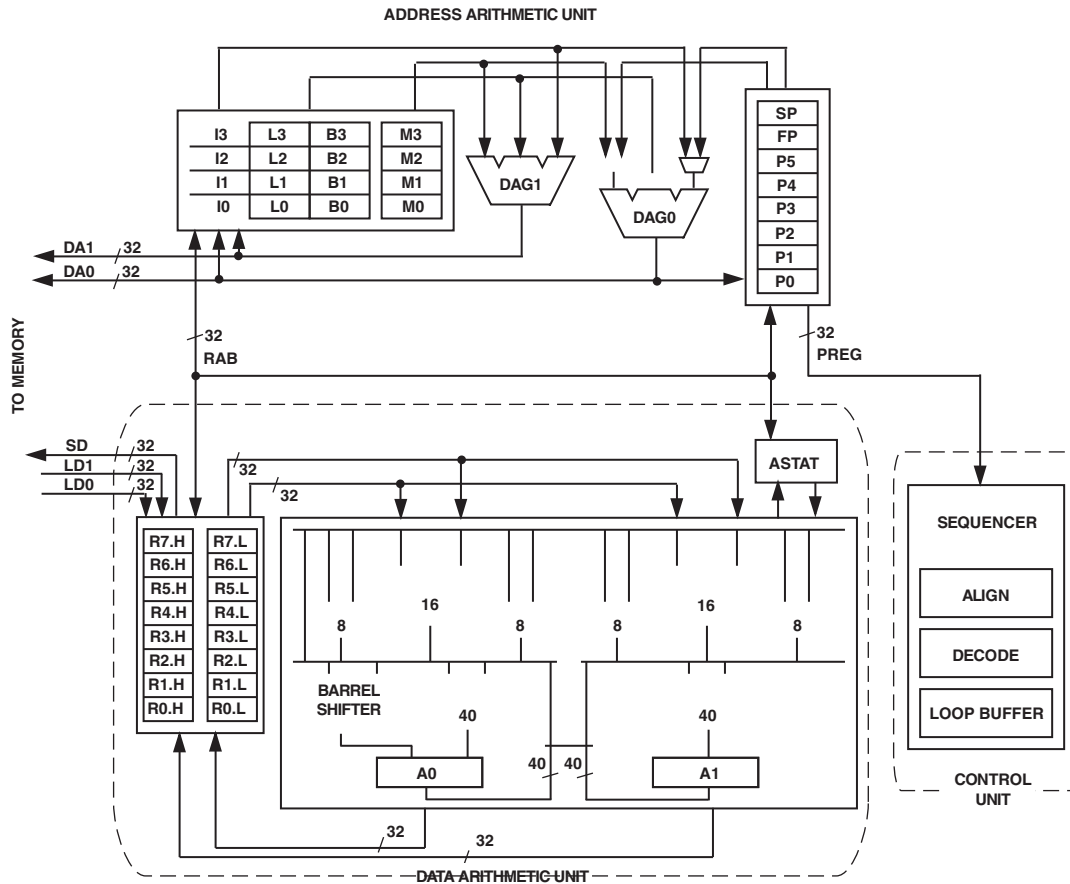 ADDRESS ARITHMETIC UNIT
I3 L3 B3 M3
I2 L2 B2 M2
I1 L1 B1 M1
I0 L0 B0 M0
DAG1
DAG0
SP
FP
P5
P4
P3
P2
P1
P0
DA1 32
DA0 32
TO MEMORY
32
RAB
32
PREG
SD 32
LD1 32
LD0 32
32
32
ASTAT
R7.H R7.L
R6.H R6.L
R5.H R5.L
R4.H R4.L
R3.H R3.L
R2.H R2.L
R1.H R1.L
R0.H R0.L
16 16
8 8 8 8
BARREL
SHIFTER
40 40
A0 40 40 A1
32
32
DATA ARITHMETIC UNIT
SEQUENCER
ALIGN
DECODE
LOOP BUFFER
CONTROL
UNIT